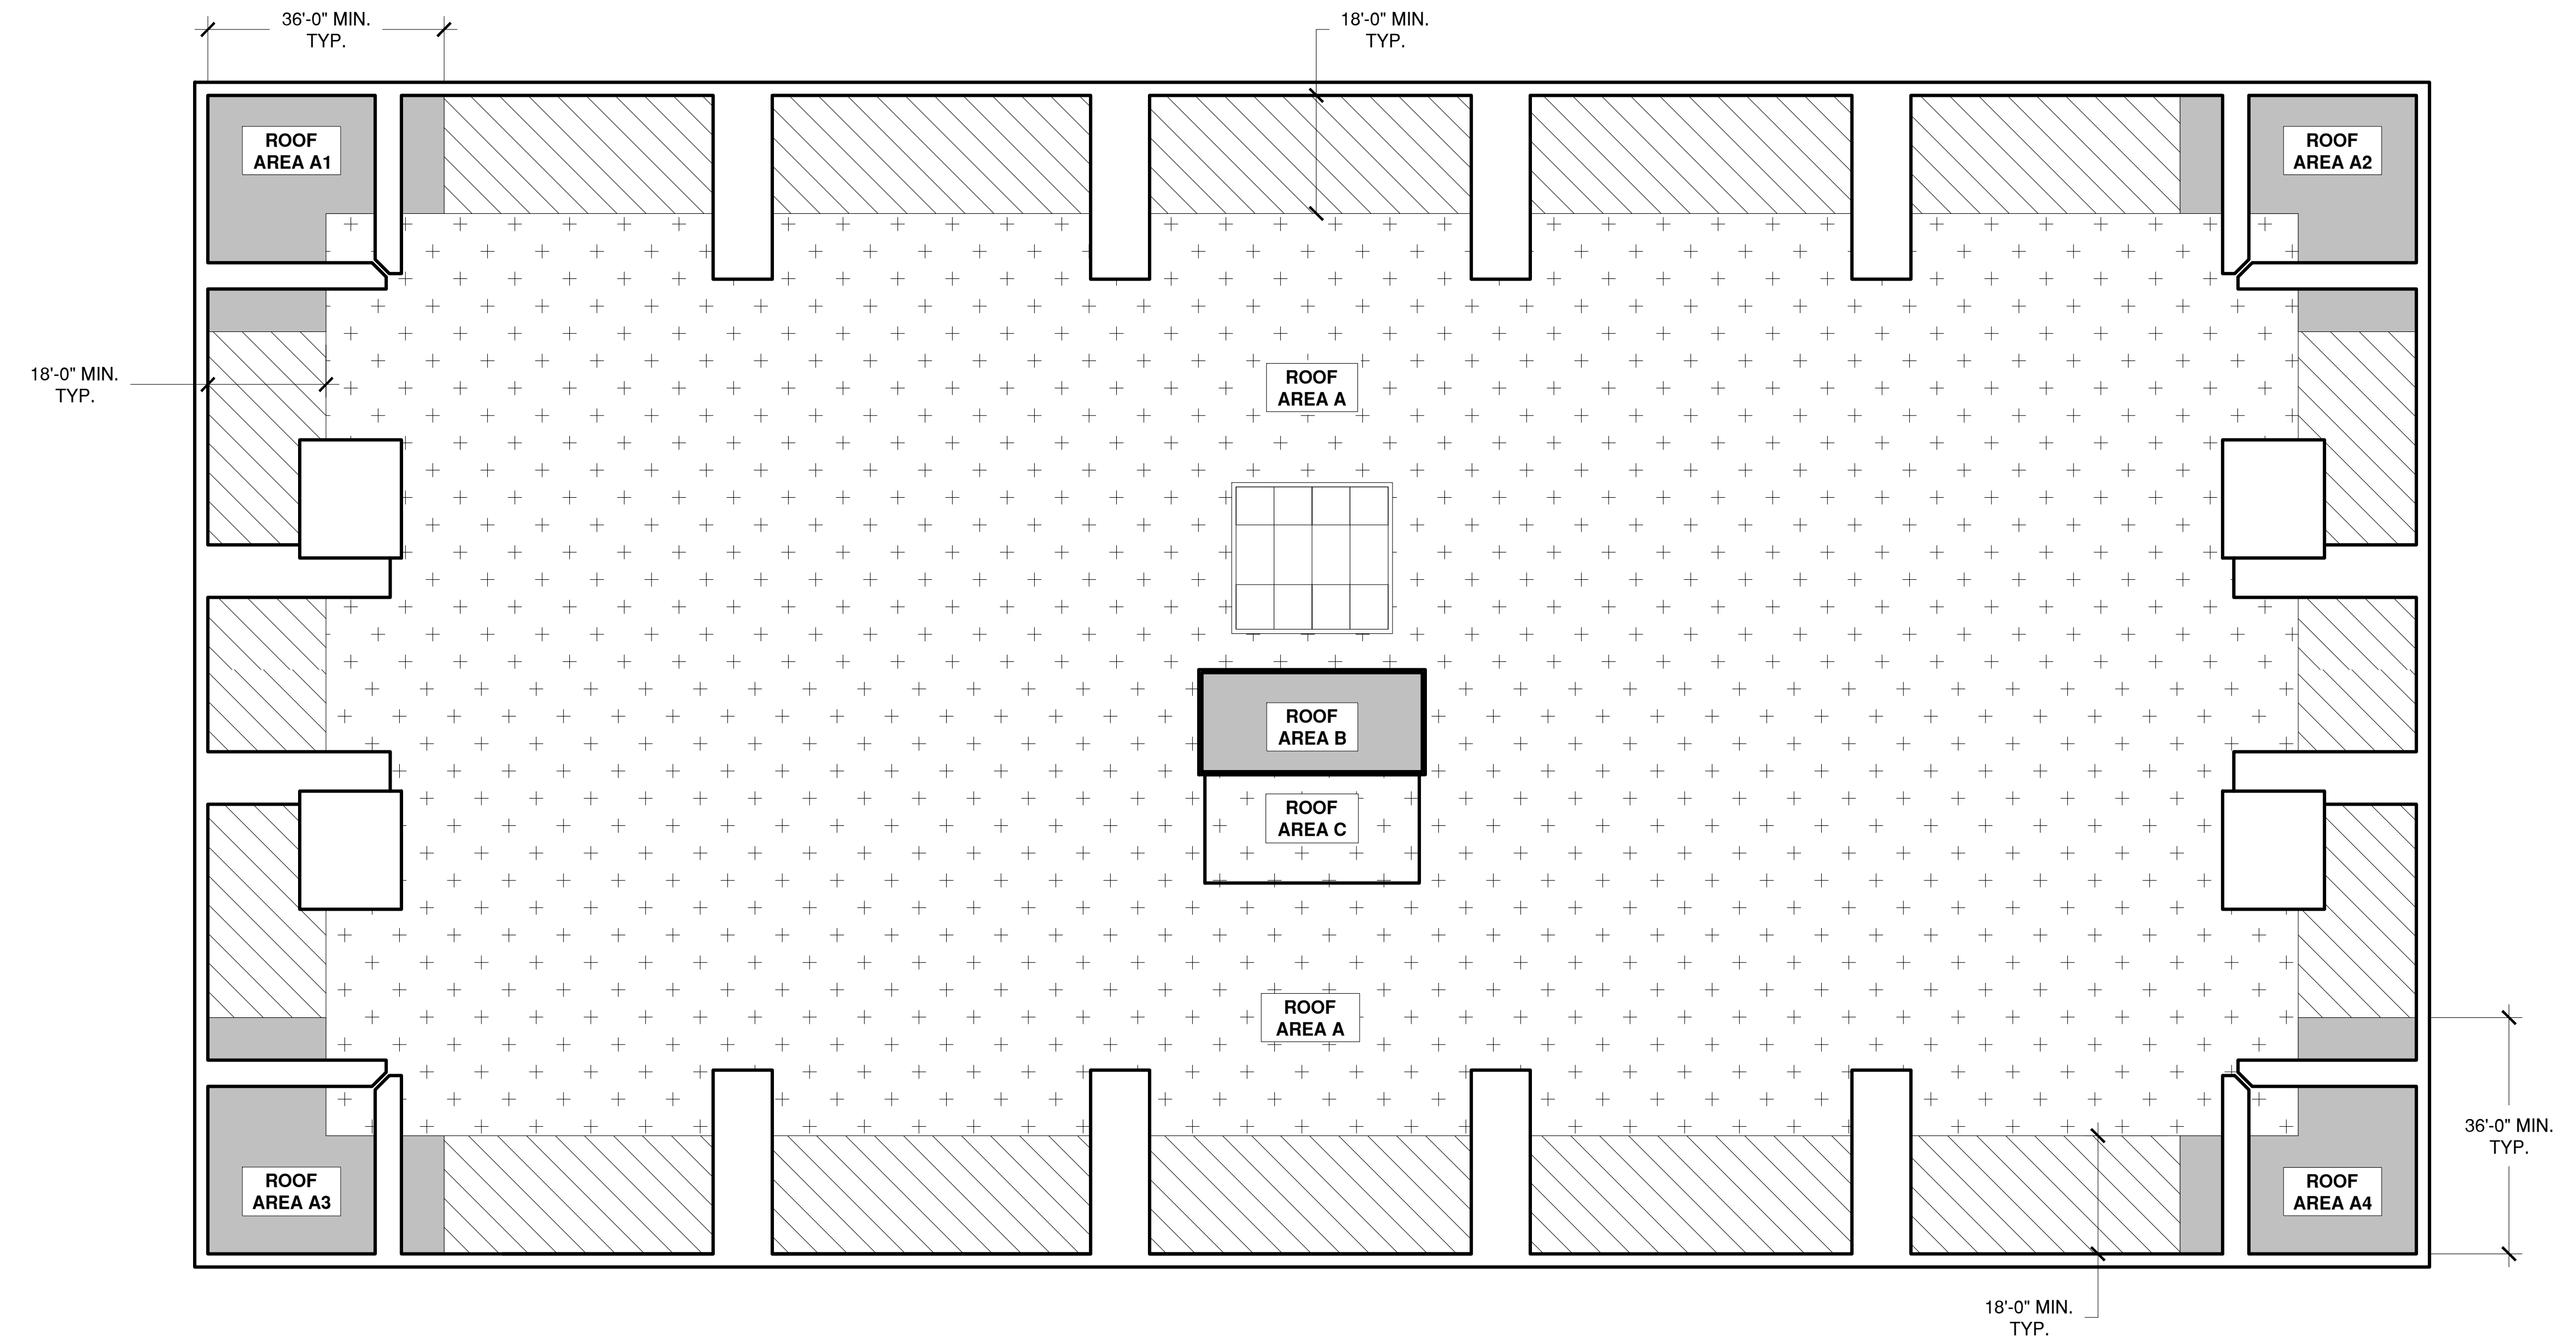 36'-0" MIN.
TYP.
18'-0" MIN.
TYP.
ROOF
AREA A1
ROOF
AREA A2
18'-0" MIN.
TYP.
ROOF
AREA A
ROOF
AREA B
ROOF
AREA C
ROOF
AREA A
36'-0" MIN.
TYP.
ROOF
AREA A3
ROOF
AREA A4
18'-0" MIN.
TYP.